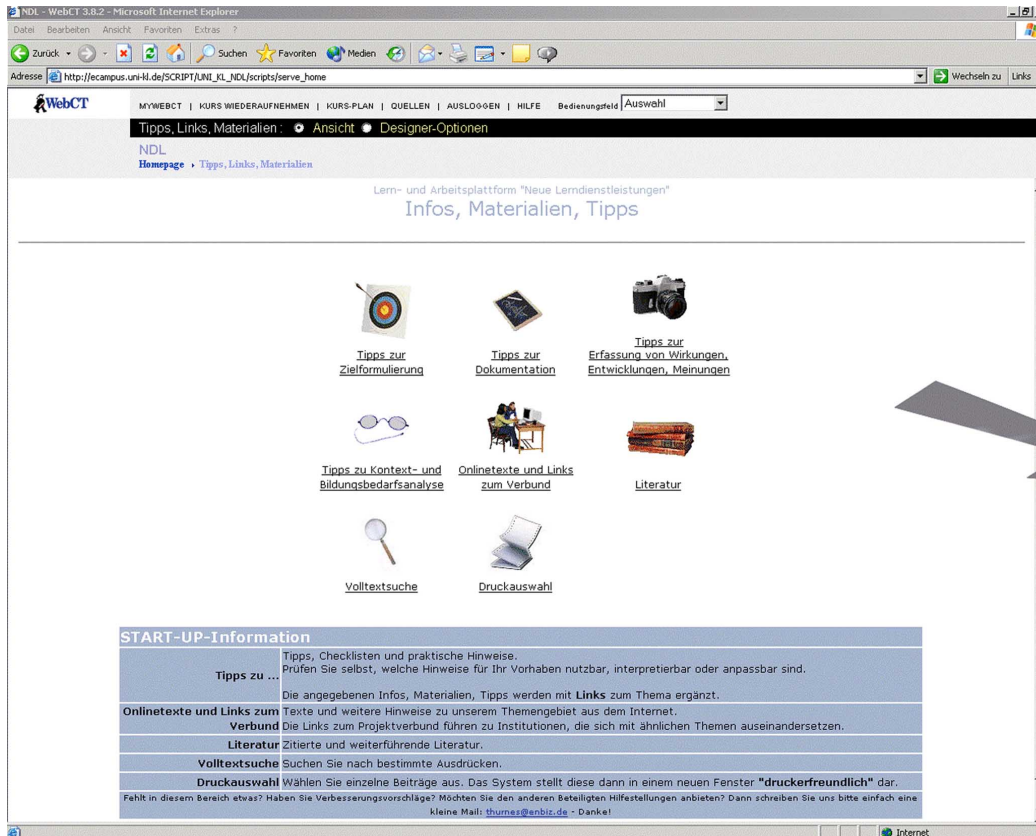 NDL - WebCT 3.8.2 - Microsoft Internet Explorer
Datei Bearbeiten Ansicht Favoriten Extras ?
Zurück Suchen Favoriten Medien
Adresse http://ecampus.uni-kl.de/SCRIPT/UNI_KL_NDL/scripts/serve_home Wechseln zu Links
WebCT MYWEBCT | KURS WIEDERAUFNEHMEN | KURS-PLAN | QUELLEN | AUSLOGGEN | HILFE Bedienungsfeld Auswahl
Tipps, Links, Materialien: Ansicht Designer-Optionen
NDL
Homepage Tipps, Links, Materialien
Lern- und Arbeitsplattform "Neue Lerndienstleistungen"
Infos, Materialien, Tipps
Tipps zur
Zielformulierung
Tipps zur
Dokumentation
Tipps zur
Erfassung von Wirkungen,
Entwicklungen, Meinungen
Tipps zu Kontext- und
Bildungsbedarfsanalyse
Onlinetexte und Links
zum Verbund
Literatur
Volltextsuche
Druckauswahl
START-UP-Information
Tipps zu ...
Tipps, Checklisten und praktische Hinweise.
Prüfen Sie selbst, welche Hinweise für Ihr Vorhaben nutzbar, interpretierbar oder anpassbar sind.
Die angegebenen Infos, Materialien, Tipps werden mit Links zum Thema ergänzt.
Onlinetexte und Links zum Texte und weitere Hinweise zu unserem Themengebiet aus dem Internet.
Verbund Die Links zum Projektverbund führen zu Institutionen, die sich mit ähnlichen Themen auseinandersetzen.
Literatur Zitierte und weiterführende Literatur.
Volltextsuche Suchen Sie nach bestimmte Ausdrücken.
Druckauswahl Wählen Sie einzelne Beiträge aus. Das System stellt diese dann in einem neuen Fenster "druckerfreundlich" dar.
Fehlt in diesem Bereich etwas? Haben Sie Verbesserungsvorschläge? Möchten Sie den anderen Beteiligten Hilfestellungen anbieten? Dann schreiben Sie uns bitte einfach eine
kleine Mail: thurnes@enbiz.de - Danke!
Internet